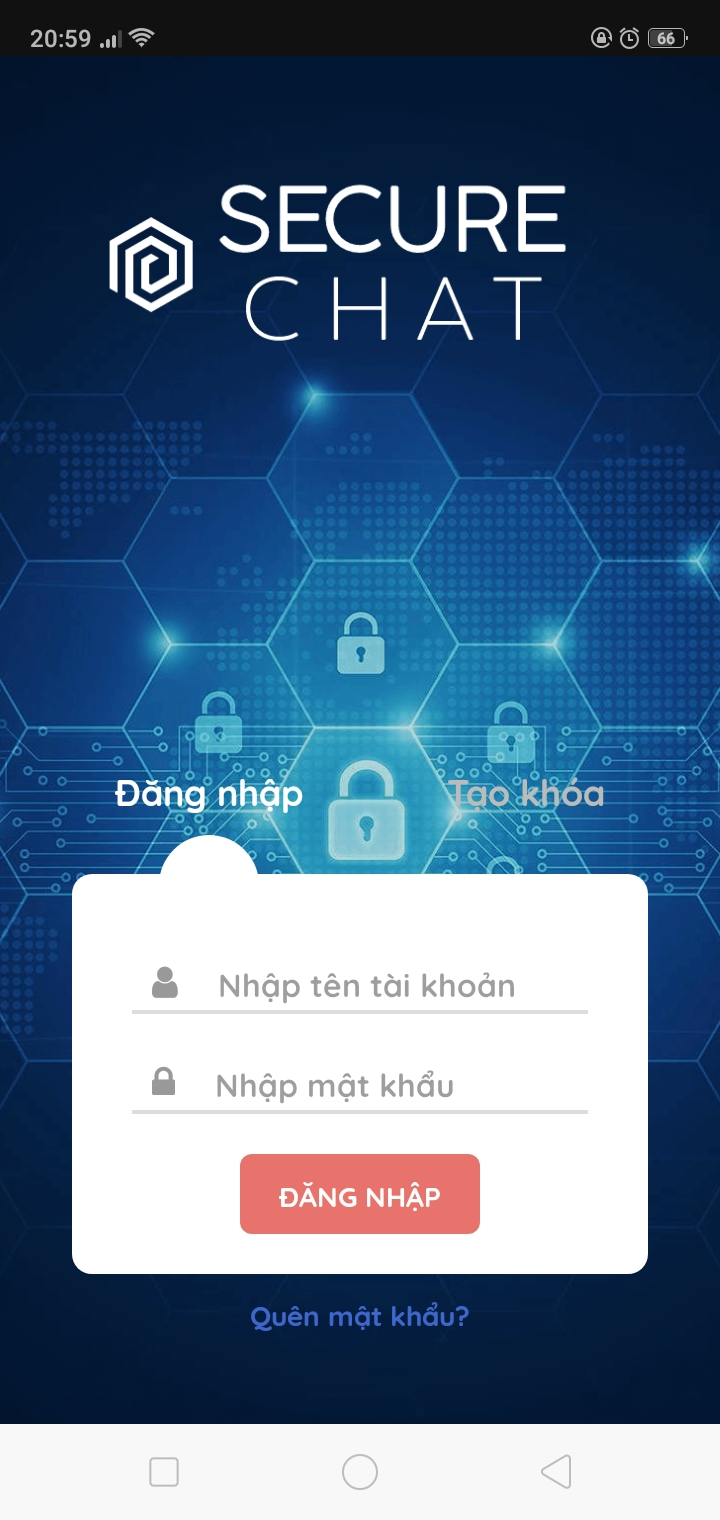 20:59
66
SECURE
CHAT
Đăng nhập
Tạo khóa
Nhập tên tài khoản
Nhập mật khẩu
ĐĂNG NHẬP
Quên mật khẩu?